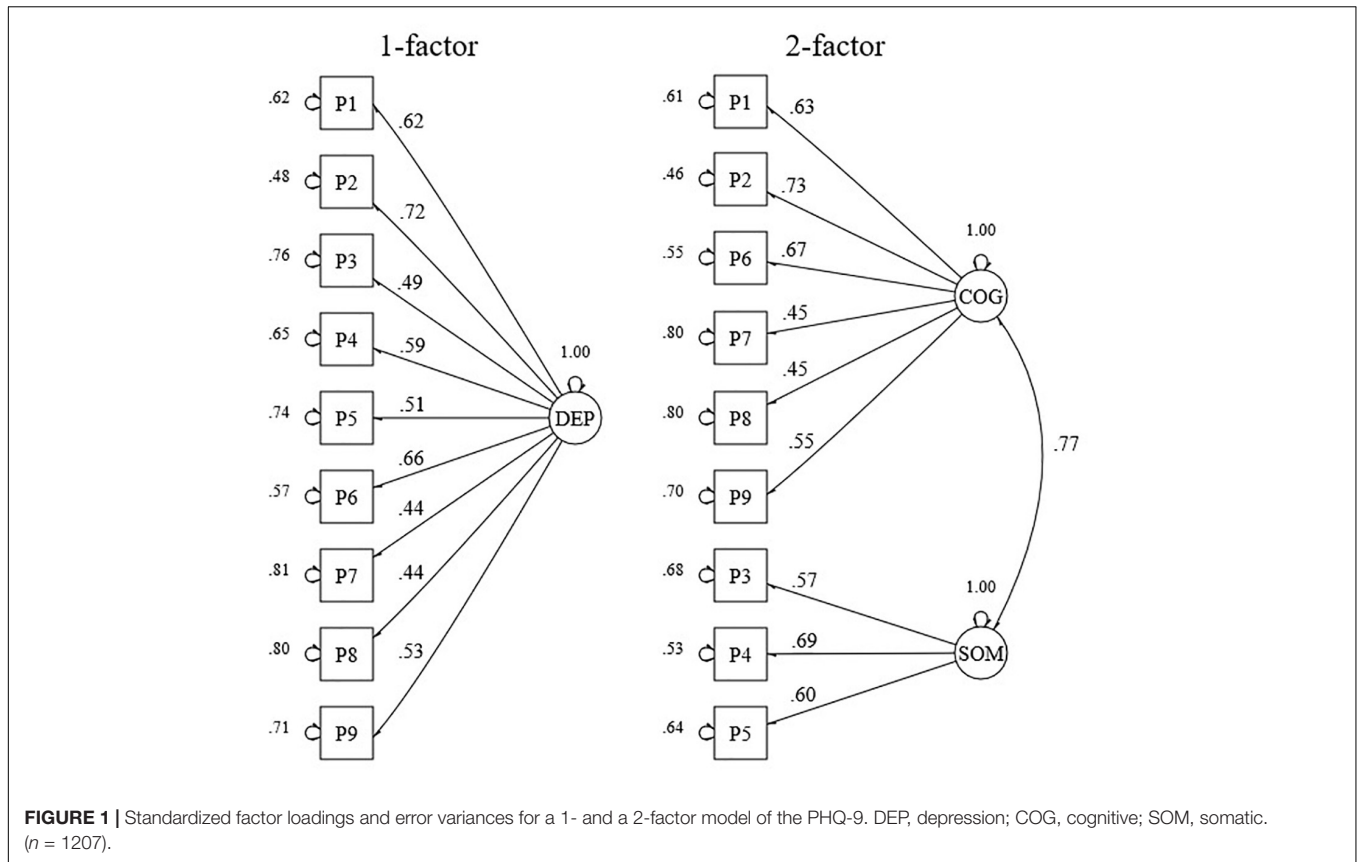 1-factor
2-factor
.62 P1 .62
.48 P2 .72
.76 P3 .49
.65 P4 .59
.74 P5 .51
.57 P6 .66
.81 P7 .44
.80 P8 .44
.71 P9 .53
1.00
DEP
.61 P1 .63
.46 P2 .73
.55 P6 .67
.80 P7 .45
.80 P8 .45
.70 P9 .55
1.00
COG
.77
.68 P3 .57
.53 P4 .69
.64 P5 .60
1.00
SOM
FIGURE 1 | Standardized factor loadings and error variances for a 1- and a 2-factor model of the PHQ-9. DEP, depression; COG, cognitive; SOM, somatic.
(n = 1207).